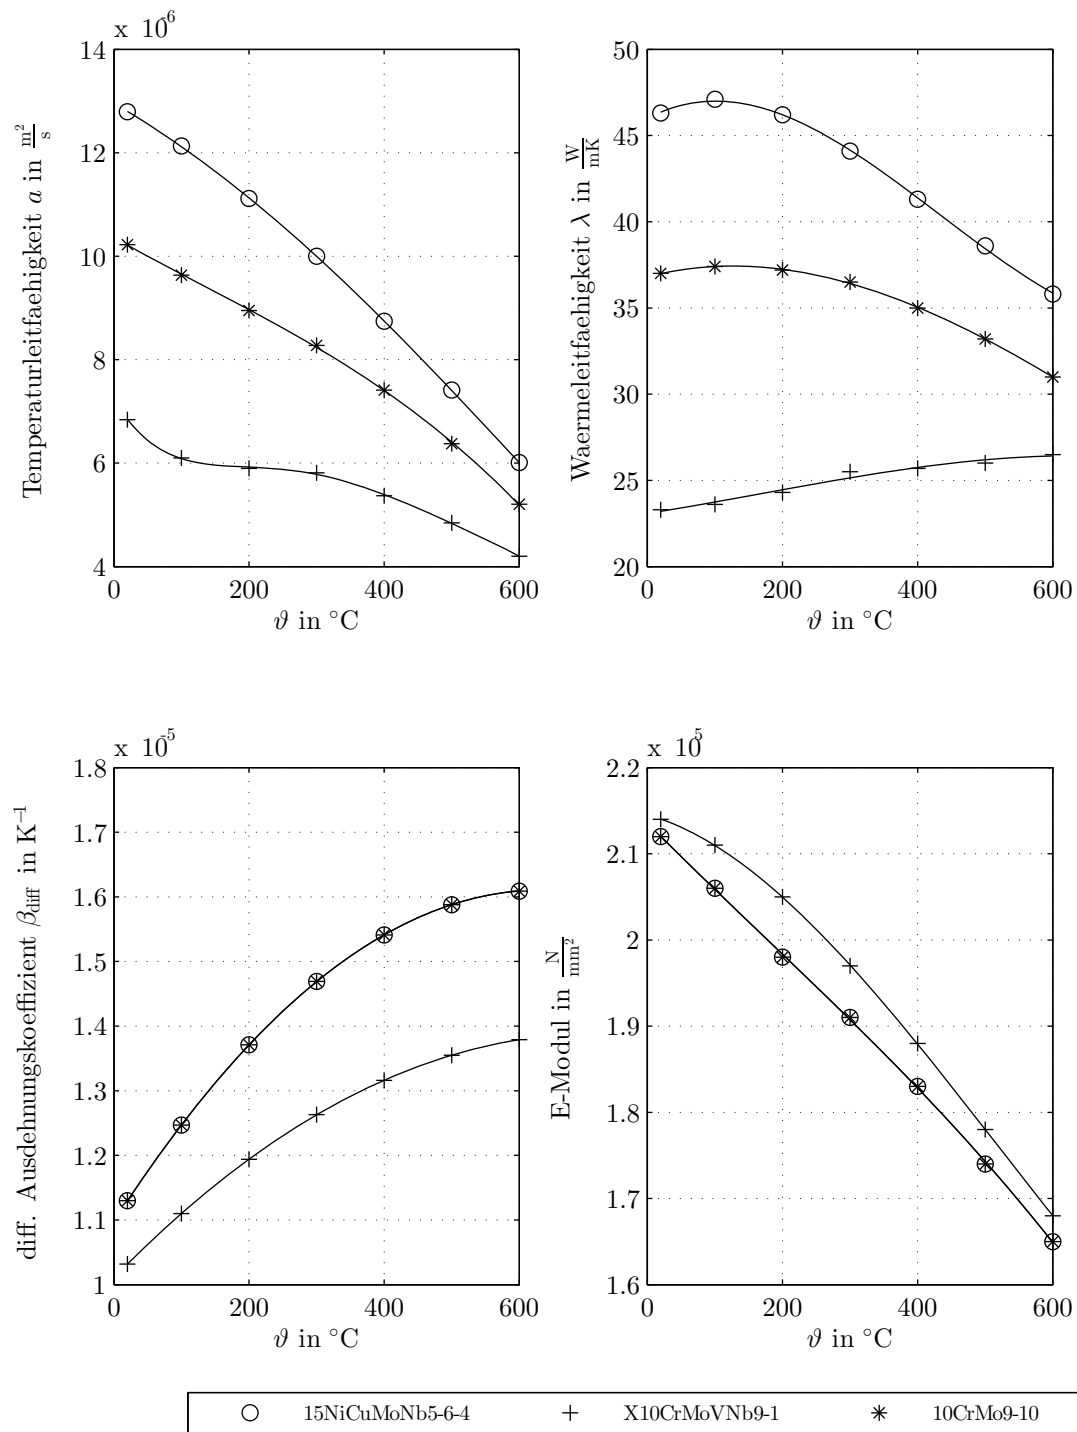 x 10-6
14
12
10
8
6
4
0 200 400 600
ϑ in °C
Temperaturleitfaehigkeit a in m²/s
50
45
40
35
30
25
20
0 200 400 600
ϑ in °C
Waermeleitfaehigkeit λ in W/mK
x 10-5
1.8
1.7
1.6
1.5
1.4
1.3
1.2
1.1
1
0 200 400 600
ϑ in °C
diff. Ausdehnungskoeffizient βdiff in K⁻¹
x 105
2.2
2.1
2
1.9
1.8
1.7
1.6
0 200 400 600
ϑ in °C
E-Modul in N/mm²
15NiCuMoNb5-6-4 X10CrMoVNb9-1 10CrMo9-10